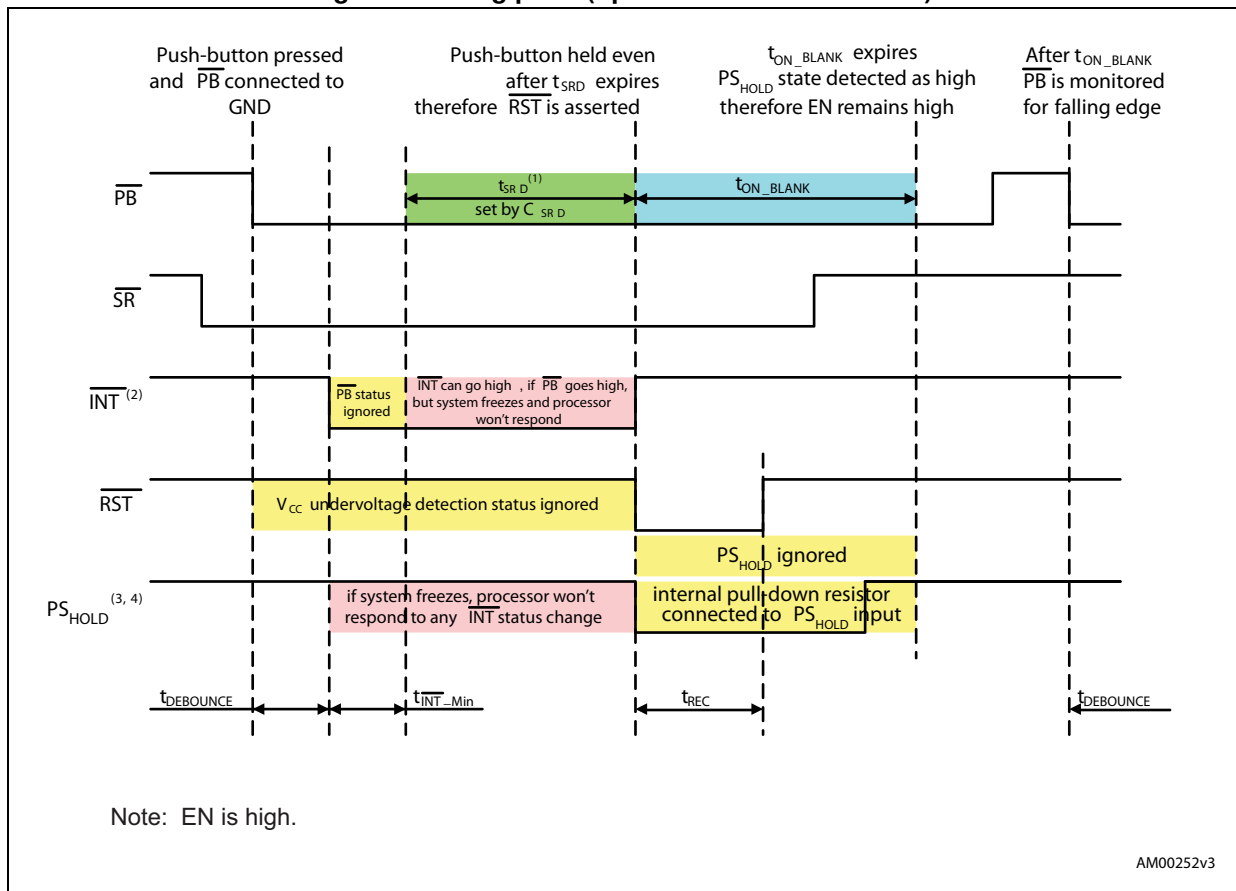 Push-button pressed
and PB connected to
GND
Push-button held even
after tSRD expires
therefore RST is asserted
tON_BLANK expires
PSHOLD state detected as high
therefore EN remains high
After tON_BLANK
PB is monitored
for falling edge
PB
tSR D(1)
set by C SR D
tON_BLANK
SR
INT (2)
PB status
ignored
INT can go high , if PB goes high,
but system freezes and processor
won't respond
RST
VCC undervoltage detection status ignored
PSHOLD ignored
PSHOLD (3, 4)
if system freezes, processor won't
respond to any INT status change
internal pull-down resistor
connected to PSHOLD input
tDEBOUNCE
tINT_Min
tREC
tDEBOUNCE
Note: EN is high.
AM00252v3